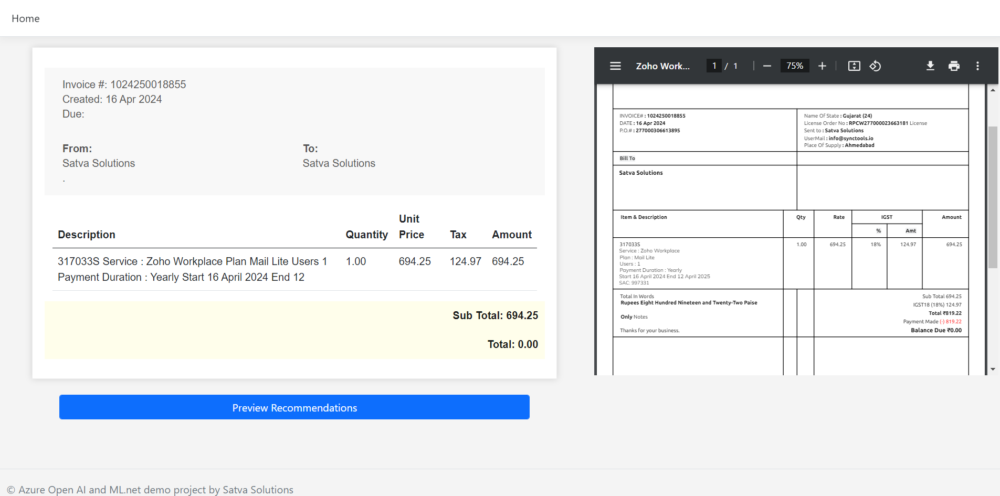 Home
Invoice #: 1024250018855
Created: 16 Apr 2024
Due:
From:
To:
Satva Solutions
Satva Solutions
.
Description Quantity Unit Price Tax Amount
317033S Service : Zoho Workplace Plan Mail Lite Users 1 1.00 694.25 124.97 694.25
Payment Duration : Yearly Start 16 April 2024 End 12
Sub Total: 694.25
Total: 0.00
Preview Recommendations
Zoho Work... 1 / 1 75%
INVOICE# : 1024250018855
DATE : 16 Apr 2024
P.O.# : 277000306613895
Name Of State : Gujarat (24)
License Order No : RPCW277000023663181 License
Sent to : Satva Solutions
UserMail : info@synctools.io
Place Of Supply : Ahmedabad
Bill To
Satva Solutions
Item & Description Qty Rate IGST Amount
% Amt
317033S 1.00 694.25 18% 124.97 694.25
Service : Zoho Workplace
Plan : Mail Lite
Users : 1
Payment Duration : Yearly
Start 16 April 2024 End 12 April 2025
SAC: 997331
Total In Words
Rupees Eight Hundred Nineteen and Twenty-Two Paise
Only Notes
Thanks for your business.
Sub Total 694.25
IGST18 (18%) 124.97
Total ₹819.22
Payment Made (-) 819.22
Balance Due ₹0.00
© Azure Open AI and ML.net demo project by Satva Solutions